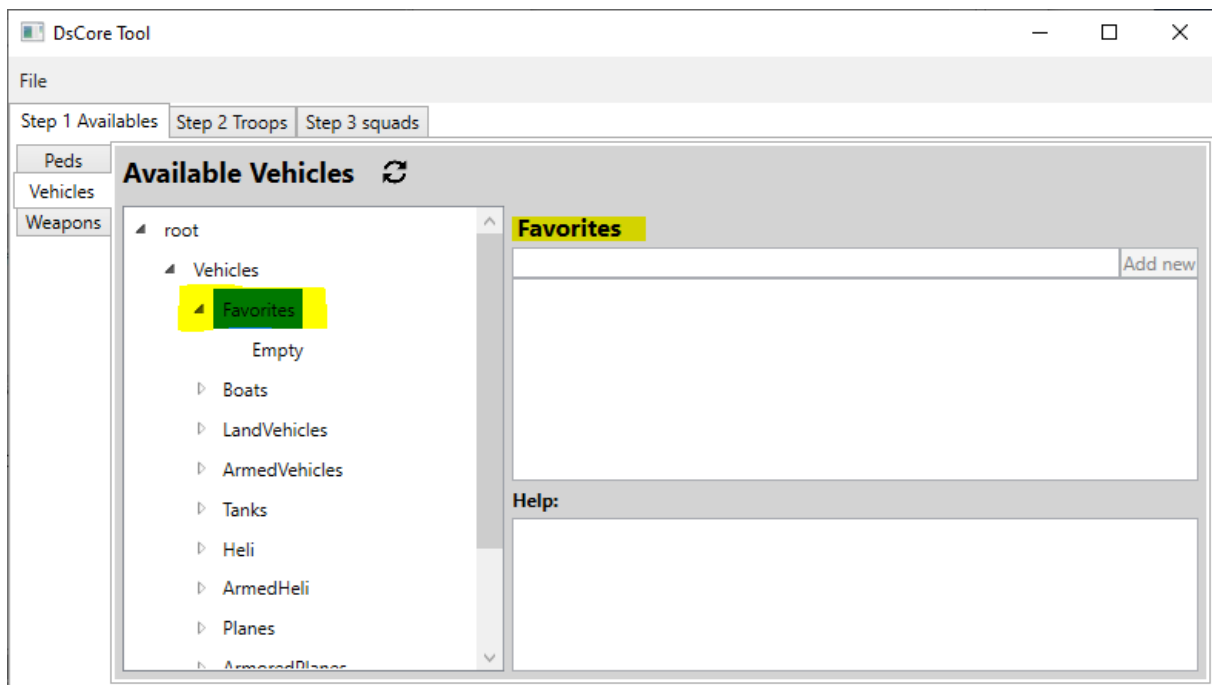 DsCore Tool
File
Step 1 Availables Step 2 Troops Step 3 squads
Peds
Vehicles
Weapons
Available Vehicles
root
Vehicles
Favorites
Empty
Boats
LandVehicles
ArmedVehicles
Tanks
Heli
ArmedHeli
Planes
ArmoredPlanes
Favorites
Add new
Help: